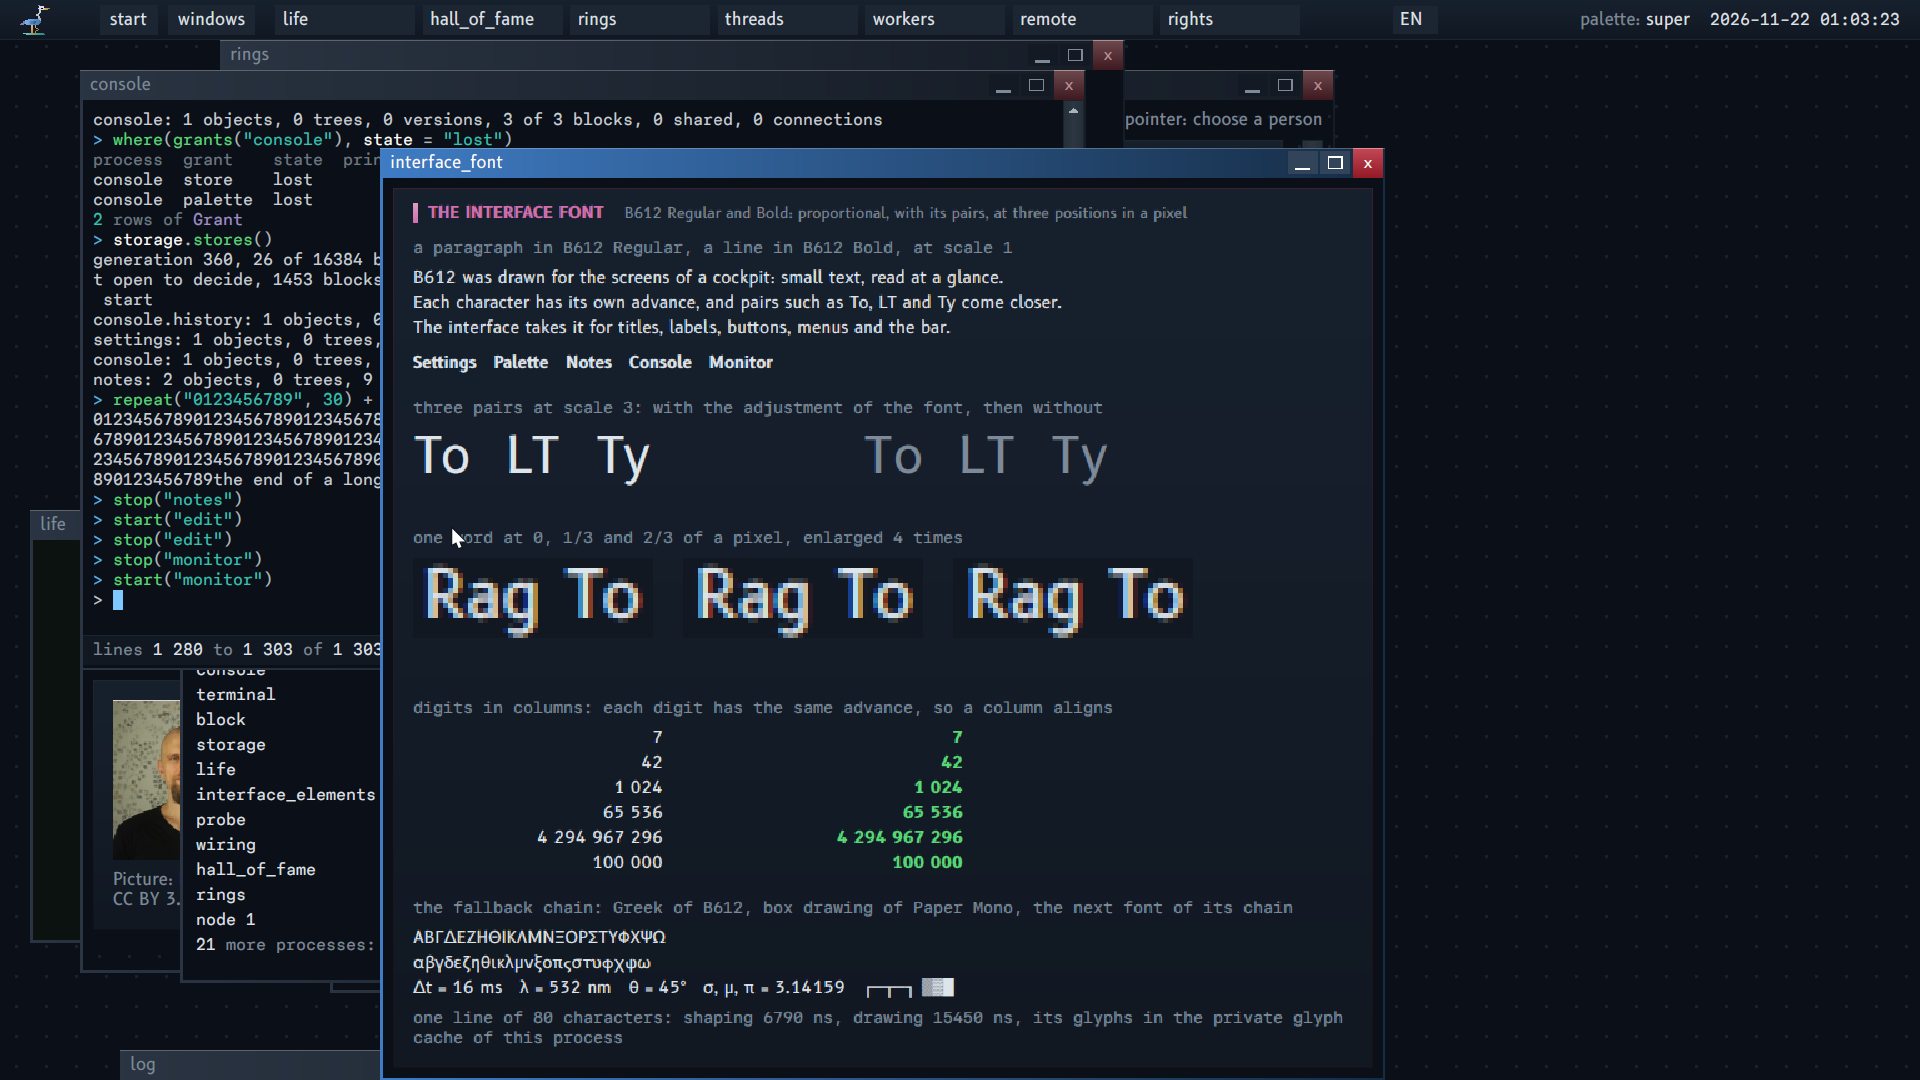 start windows life hall_of_fame rings threads workers remote rights EN palette: super 2026-11-22 01:03:23
rings
console
console: 1 objects, 0 trees, 0 versions, 3 of 3 blocks, 0 shared, 0 connections
> where(grants("console"), state = "lost")
process grant state
console store lost
console palette lost
2 rows of Grant
> storage.stores()
generation 360, 26 of 16384
t open to decide, 1453 blocks
start
console.history: 1 objects,
settings: 1 objects, 0 trees,
console: 1 objects, 0 trees,
notes: 2 objects, 0 trees, 9
> repeat("0123456789", 30) +
01234567890123456789012345678
67890123456789012345678901234
23456789012345678901234567890
890123456789the end of a long
> stop("notes")
> start("edit")
> stop("edit")
> stop("monitor")
> start("monitor")
>
lines 1 280 to 1 303 of 1 303
pointer: choose a person
life
Picture:
CC BY 3.
console
terminal
block
storage
life
interface_elements
probe
wiring
hall_of_fame
rings
node 1
21 more processes:
log
interface_font
THE INTERFACE FONT B612 Regular and Bold: proportional, with its pairs, at three positions in a pixel
a paragraph in B612 Regular, a line in B612 Bold, at scale 1
B612 was drawn for the screens of a cockpit: small text, read at a glance.
Each character has its own advance, and pairs such as To, LT and Ty come closer.
The interface takes it for titles, labels, buttons, menus and the bar.
Settings Palette Notes Console Monitor
three pairs at scale 3: with the adjustment of the font, then without
To LT Ty To LT Ty
one word at 0, 1/3 and 2/3 of a pixel, enlarged 4 times
Rag To Rag To Rag To
digits in columns: each digit has the same advance, so a column aligns
7 7
42 42
1 024 1 024
65 536 65 536
4 294 967 296 4 294 967 296
100 000 100 000
the fallback chain: Greek of B612, box drawing of Paper Mono, the next font of its chain
ΑΒΓΔΕΖΗΘΙΚΛΜΝΞΟΡΣΤΥΦΧΨΩ
αβγδεζηθικλμνξοπςστυφχψω
Δt = 16 ms λ = 532 nm θ = 45° σ, μ, π = 3.14159 ┌─┬─┐ ▒▓█
one line of 80 characters: shaping 6790 ns, drawing 15450 ns, its glyphs in the private glyph
cache of this process